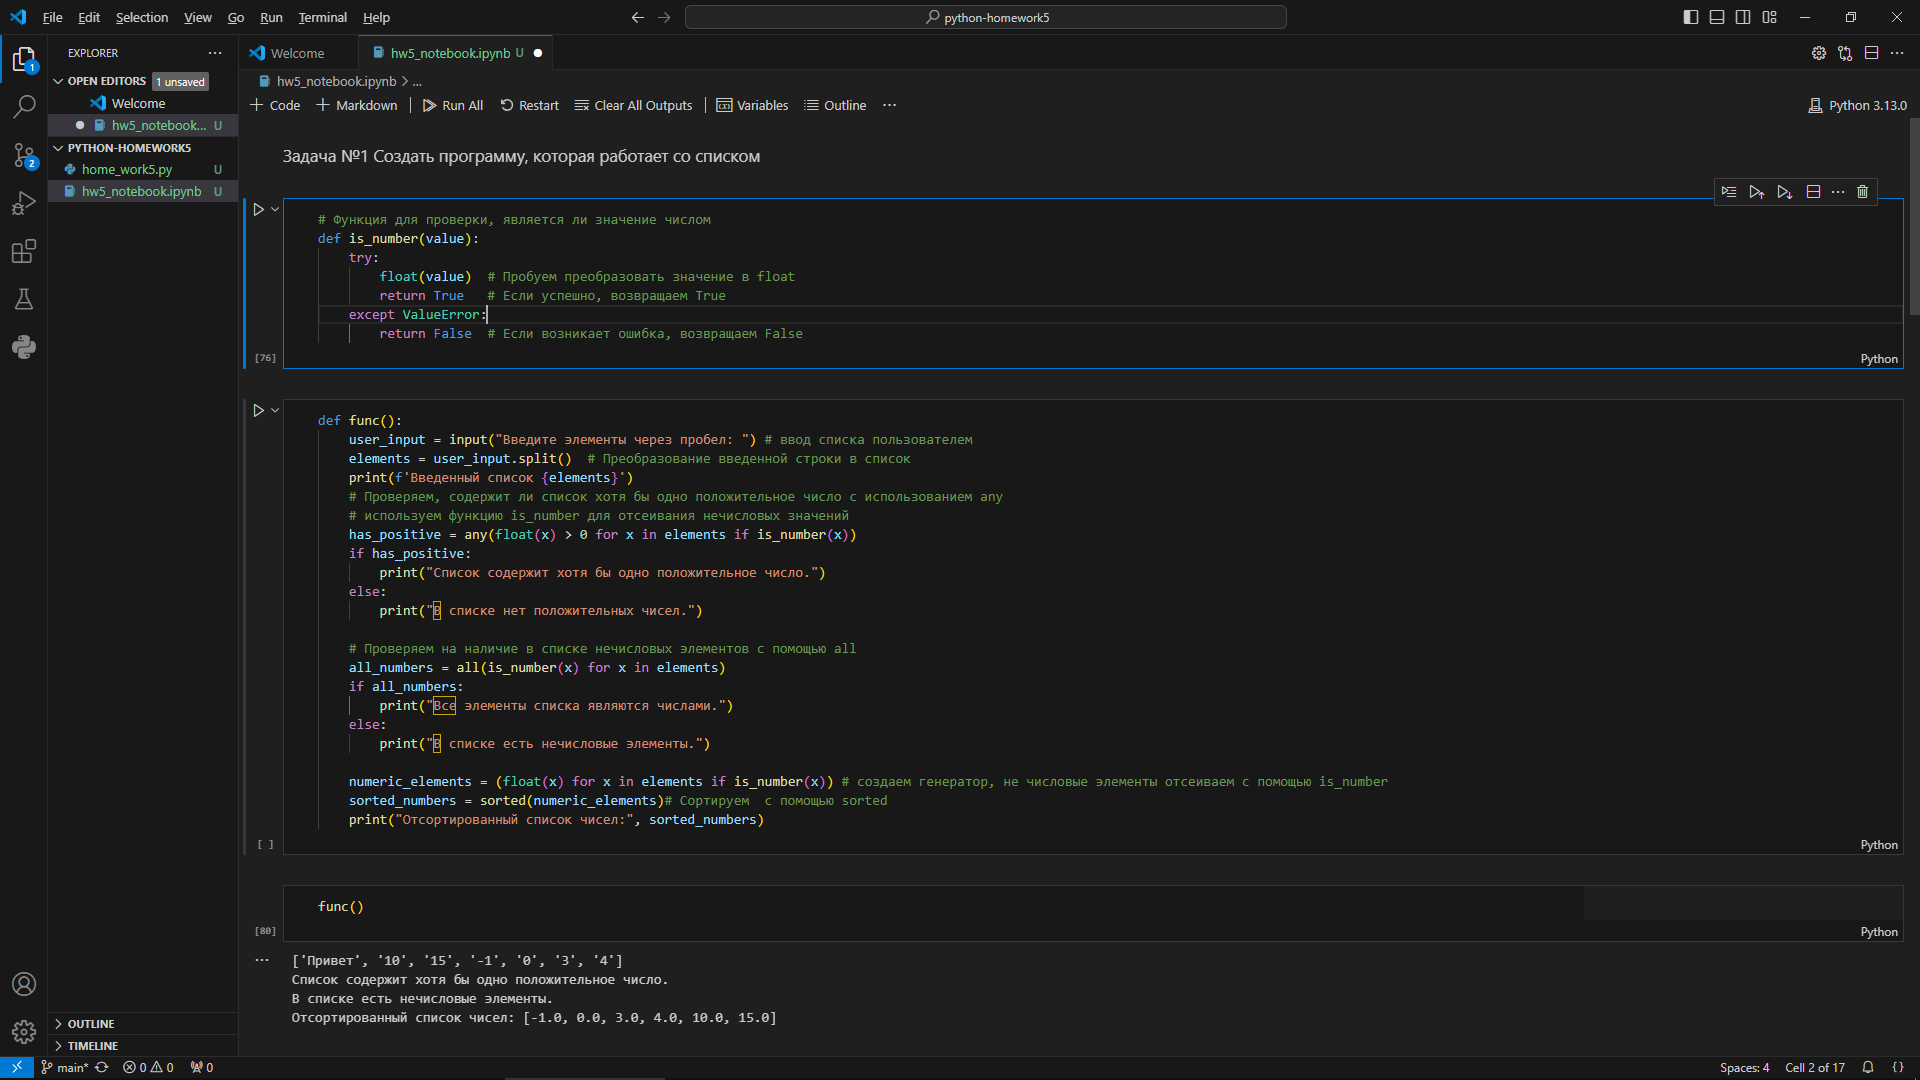 File Edit Selection View Go Run Terminal Help
python-homework5
EXPLORER
OPEN EDITORS 1 unsaved
Welcome
hw5_notebook... U
PYTHON-HOMEWORK5
home_work5.py U
hw5_notebook.ipynb U
OUTLINE
TIMELINE
Welcome
hw5_notebook.ipynb U
hw5_notebook.ipynb > ...
Code Markdown Run All Restart Clear All Outputs Variables Outline ...
Python 3.13.0
Задача №1 Создать программу, которая работает со списком
# Функция для проверки, является ли значение числом
def is_number(value):
try:
float(value)  # Пробуем преобразовать значение в float
return True   # Если успешно, возвращаем True
except ValueError:
return False  # Если возникает ошибка, возвращаем False
[76]
Python
def func():
user_input = input("Введите элементы через пробел: ") # ввод списка пользователем
elements = user_input.split()  # Преобразование введенной строки в список
print(f'Введенный список {elements}')
# Проверяем, содержит ли список хотя бы одно положительное число с использованием any
# используем функцию is_number для отсеивания нечисловых значений
has_positive = any(float(x) > 0 for x in elements if is_number(x))
if has_positive:
print("Список содержит хотя бы одно положительное число.")
else:
print("В списке нет положительных чисел.")
# Проверяем на наличие в списке нечисловых элементов с помощью all
all_numbers = all(is_number(x) for x in elements)
if all_numbers:
print("Все элементы списка являются числами.")
else:
print("В списке есть нечисловые элементы.")
numeric_elements = (float(x) for x in elements if is_number(x)) # создаем генератор, не числовые элементы отсеиваем с помощью is_number
sorted_numbers = sorted(numeric_elements)# Сортируем  с помощью sorted
print("Отсортированный список чисел:", sorted_numbers)
[ ]
Python
func()
[80]
Python
['Привет', '10', '15', '-1', '0', '3', '4']
Список содержит хотя бы одно положительное число.
В списке есть нечисловые элементы.
Отсортированный список чисел: [-1.0, 0.0, 3.0, 4.0, 10.0, 15.0]
main* 0 0 0
Spaces: 4 Cell 2 of 17
1
2